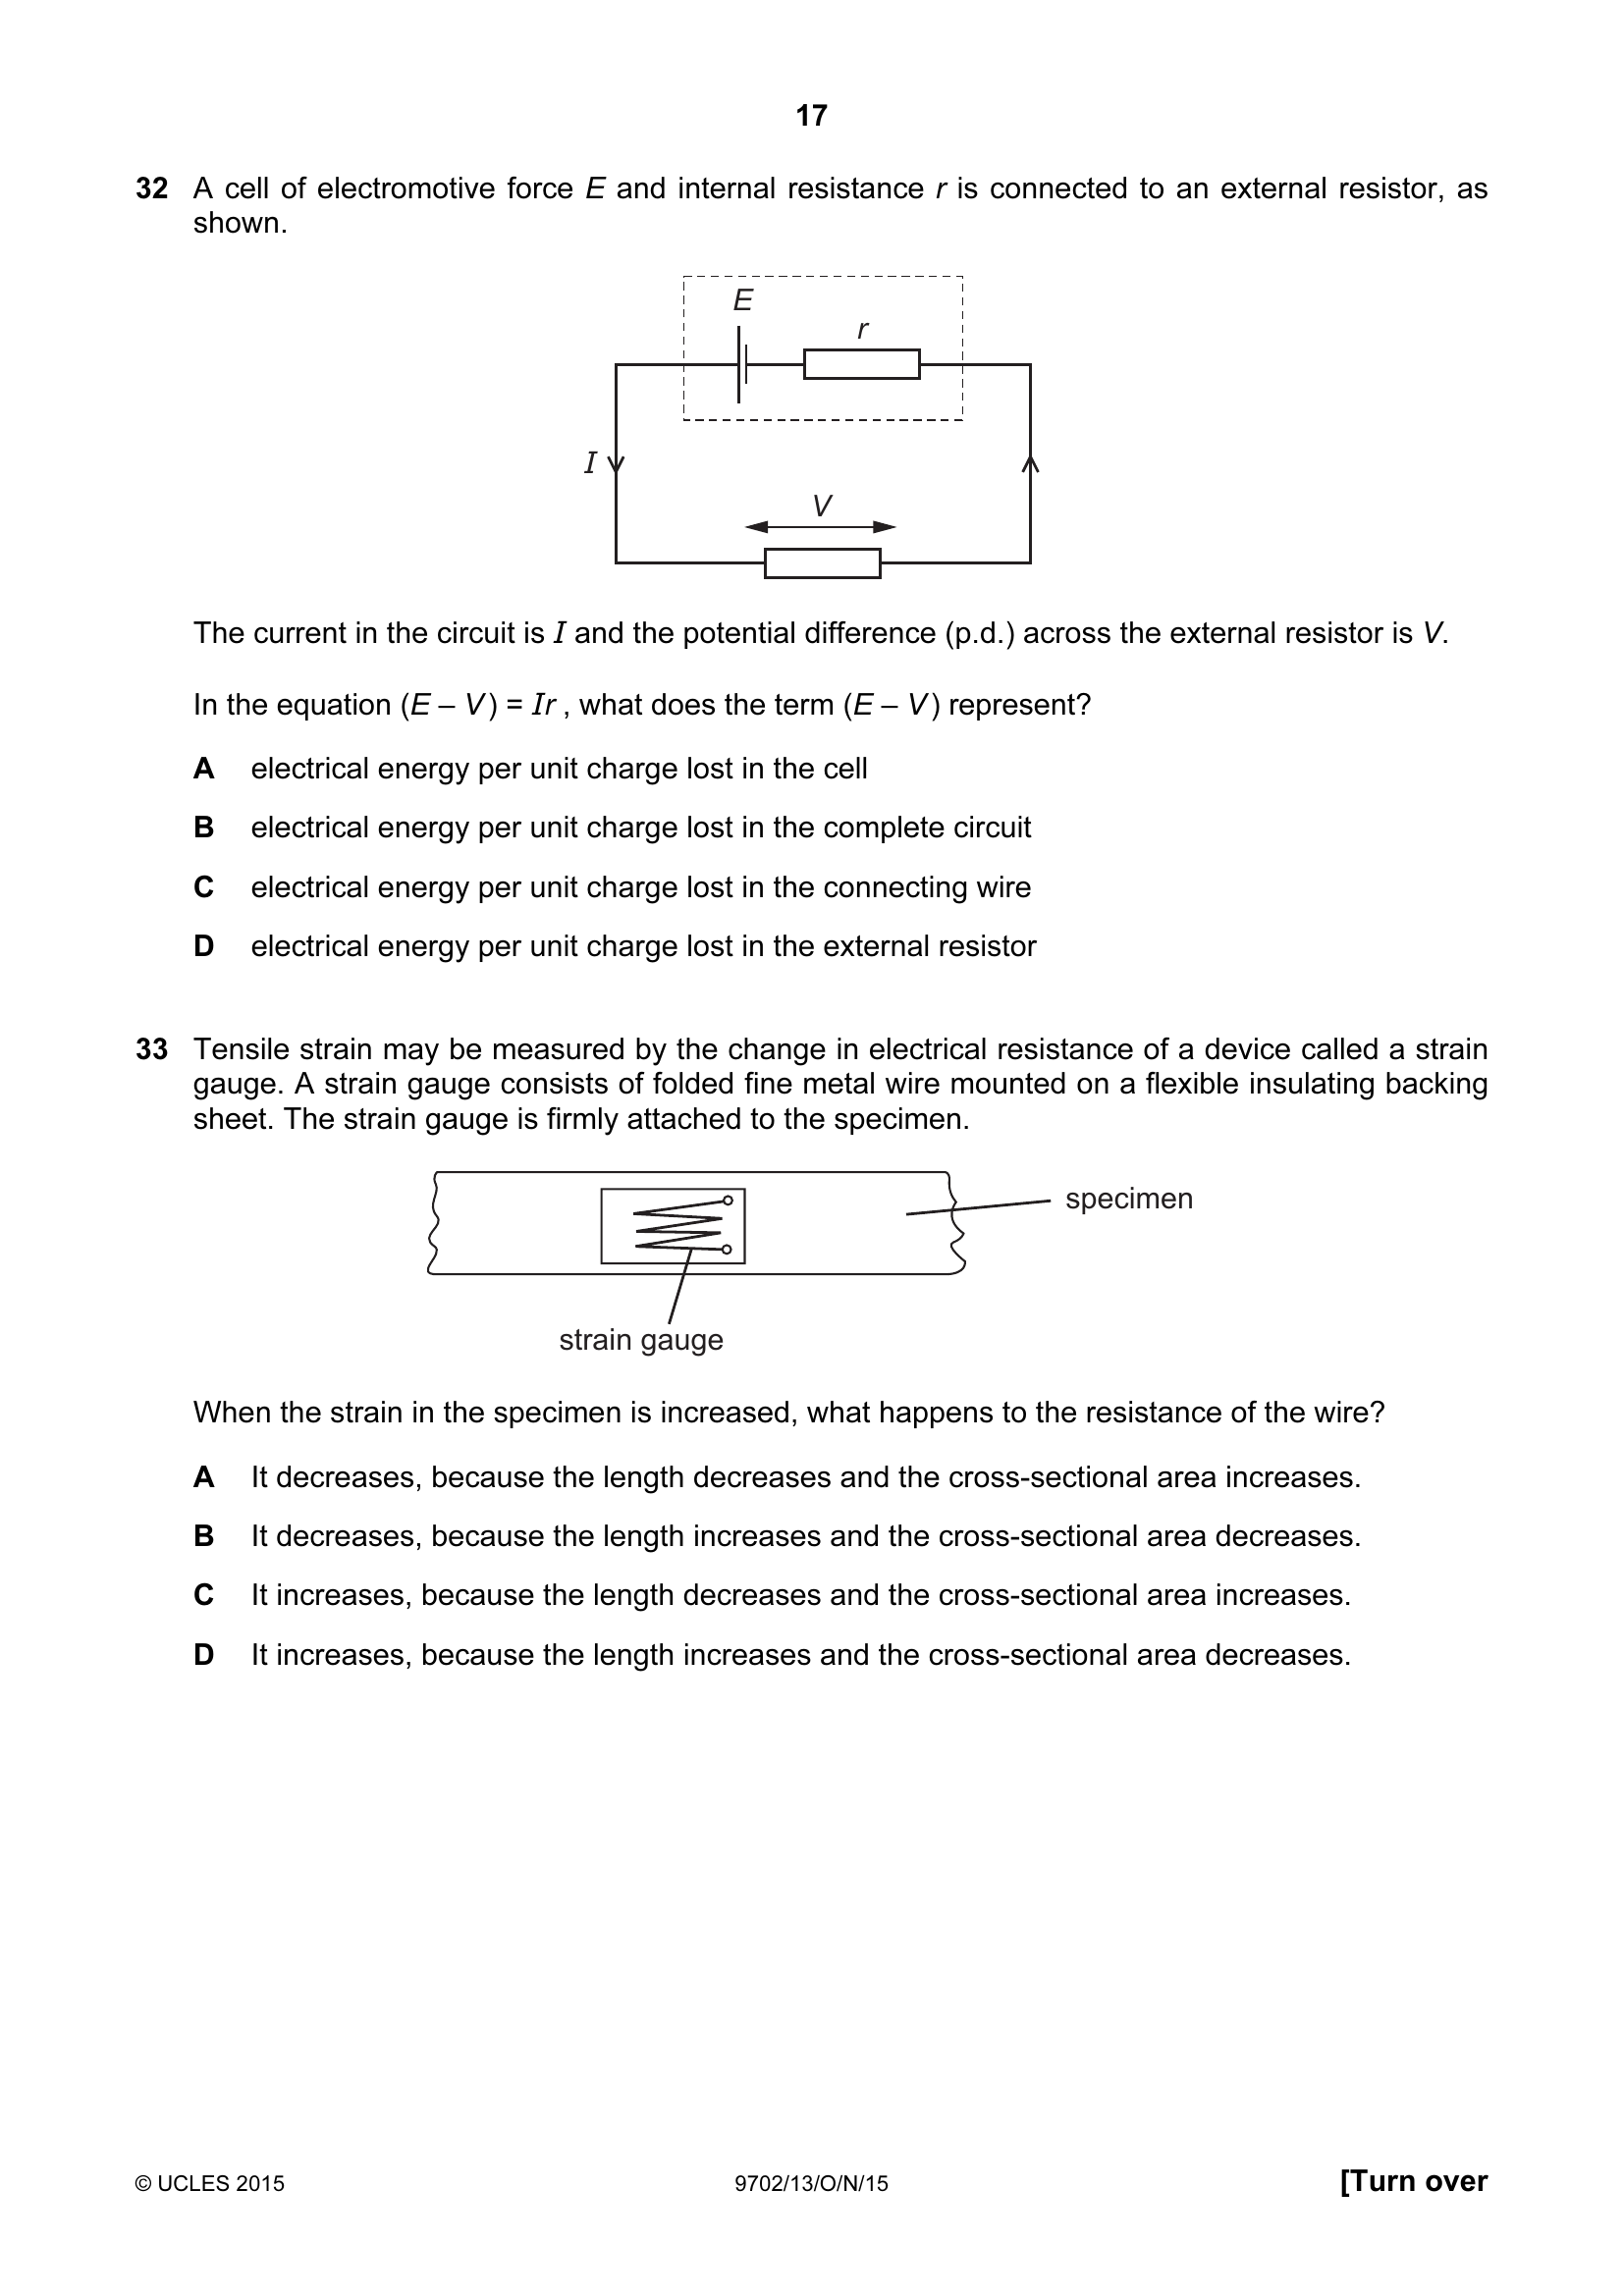 17
32 A cell of electromotive force E and internal resistance r is connected to an external resistor, as
shown.
E
r
I
V
The current in the circuit is I and the potential difference (p.d.) across the external resistor is V.
In the equation (E – V) = Ir , what does the term (E – V) represent?
A electrical energy per unit charge lost in the cell
B electrical energy per unit charge lost in the complete circuit
C electrical energy per unit charge lost in the connecting wire
D electrical energy per unit charge lost in the external resistor
33 Tensile strain may be measured by the change in electrical resistance of a device called a strain
gauge. A strain gauge consists of folded fine metal wire mounted on a flexible insulating backing
sheet. The strain gauge is firmly attached to the specimen.
specimen
strain gauge
When the strain in the specimen is increased, what happens to the resistance of the wire?
A It decreases, because the length decreases and the cross-sectional area increases.
B It decreases, because the length increases and the cross-sectional area decreases.
C It increases, because the length decreases and the cross-sectional area increases.
D It increases, because the length increases and the cross-sectional area decreases.
© UCLES 2015 9702/13/O/N/15 [Turn over